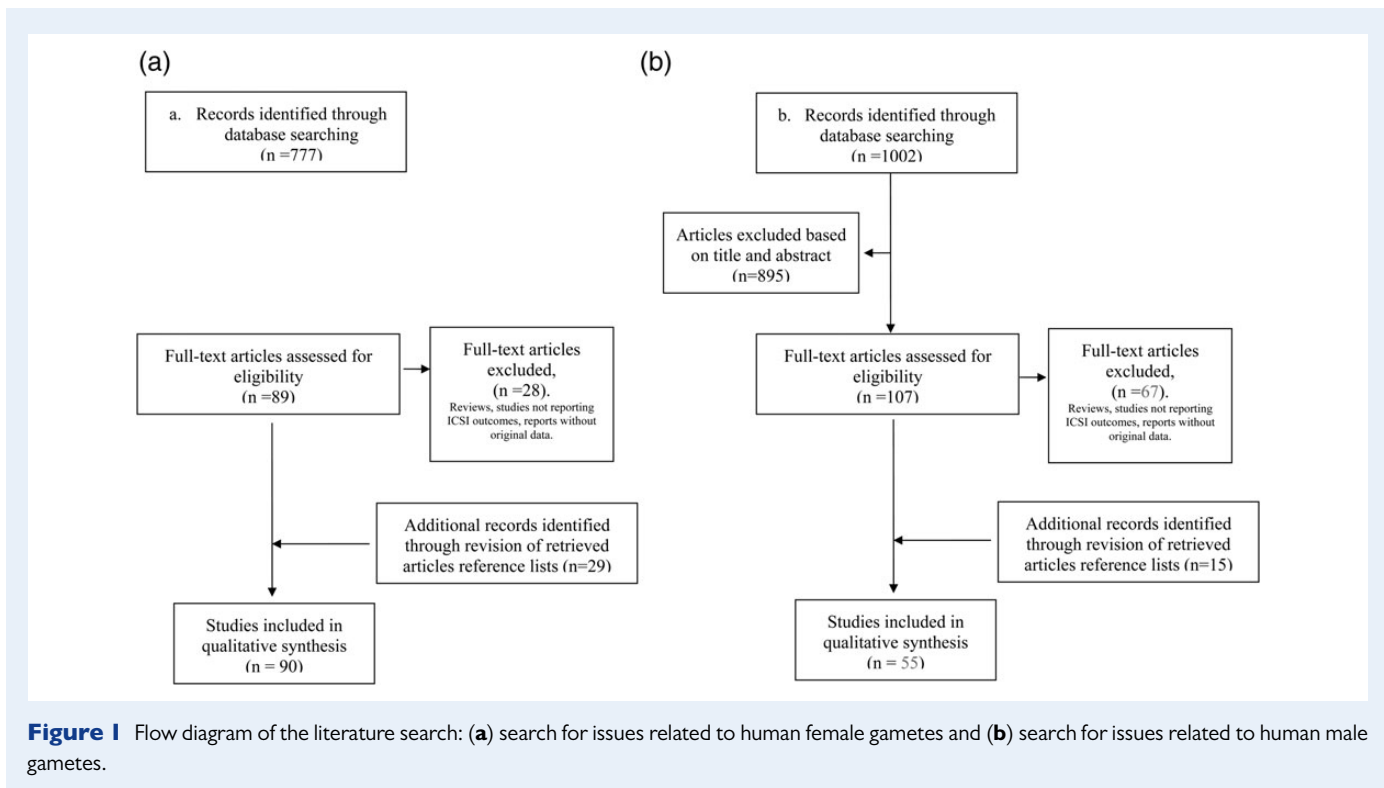 (a)
a. Records identified through
database searching
(n =777)
Full-text articles assessed for
eligibility
(n =89)
Full-text articles
excluded,
(n =28).
Reviews, studies not reporting
ICSI outcomes, reports without
original data.
Additional records identified
through revision of retrieved
articles reference lists (n=29)
Studies included in
qualitative synthesis
(n = 90)
(b)
b. Records identified through
database searching
(n =1002)
Articles excluded based
on title and abstract
(n=895)
Full-text articles assessed for
eligibility
(n =107)
Full-text articles
excluded,
(n =67).
Reviews, studies not reporting
ICSI outcomes, reports without
original data.
Additional records identified
through revision of retrieved
articles reference lists (n=15)
Studies included in
qualitative synthesis
(n = 55)
Figure 1 Flow diagram of the literature search: (a) search for issues related to human female gametes and (b) search for issues related to human male
gametes.